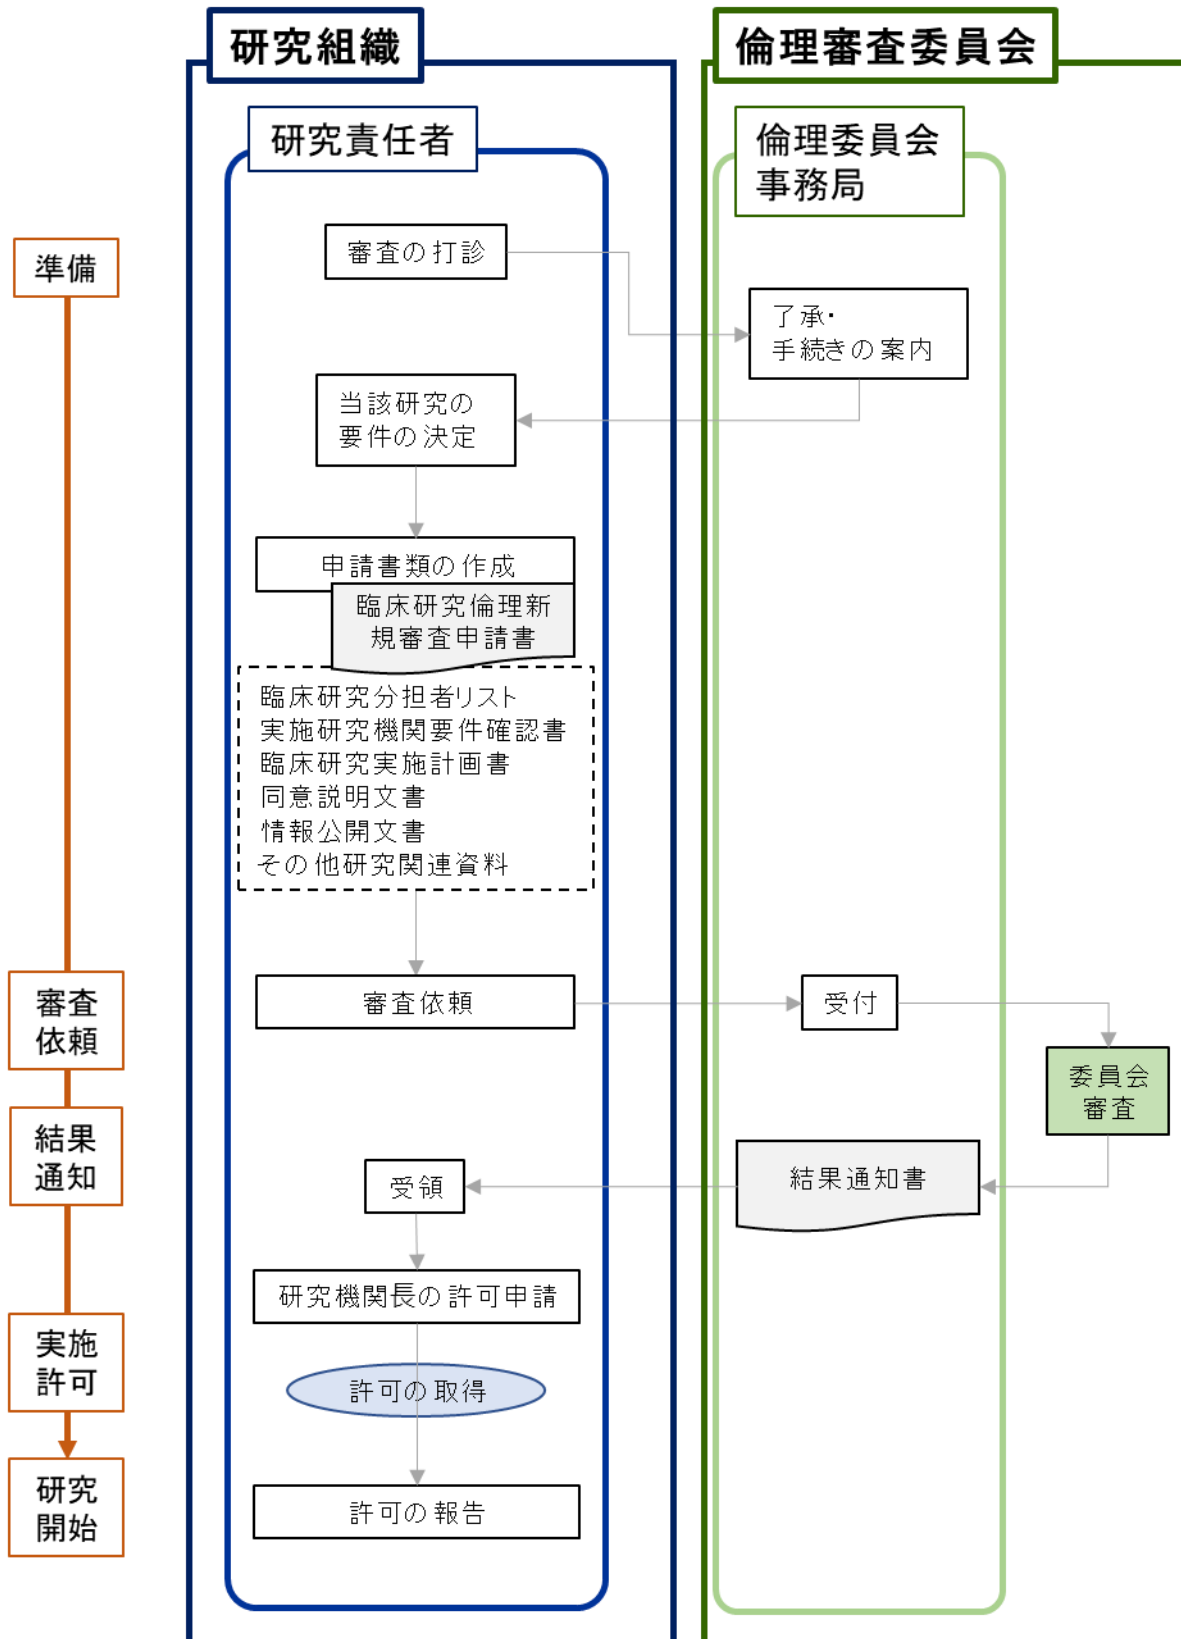 研究組織
倫理審査委員会
研究責任者
倫理委員会
事務局
準備
審査の打診
了承・
手続きの案内
当該研究の
要件の決定
申請書類の作成
臨床研究倫理新
規審査申請書
臨床研究分担者リスト
実施研究機関要件確認書
臨床研究実施計画書
同意説明文書
情報公開文書
その他研究関連資料
審査
依頼
審査依頼
受付
委員会
審査
結果
通知
結果通知書
受領
研究機関長の許可申請
実施
許可
許可の取得
研究
開始
許可の報告